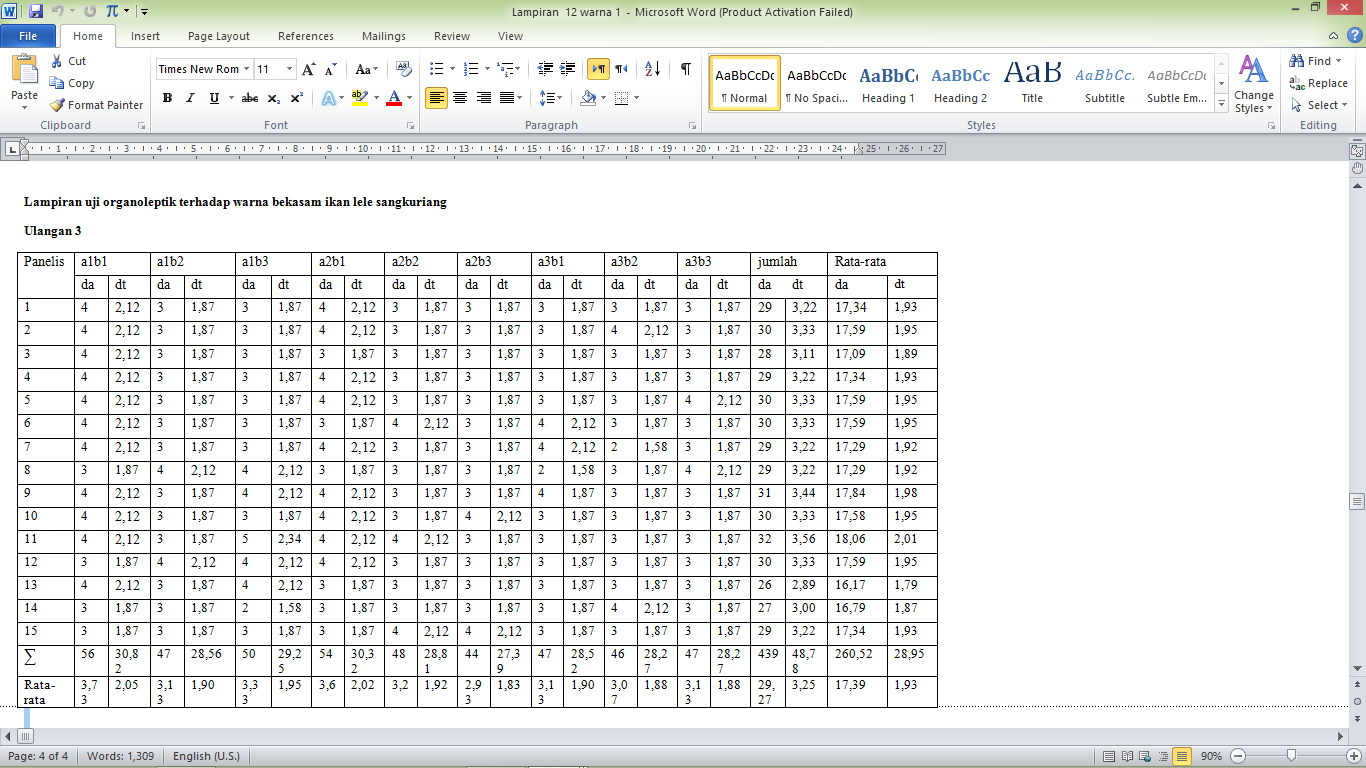 Lampiran 12 warna 1 - Microsoft Word (Product Activation Failed)
File Home Insert Page Layout References Mailings Review View
Paste Cut Copy Format Painter Clipboard
Times New Rom 11 Font
Paragraph
AaBbCcDc AaBbCcDc AaBbCc AaBbCc AaB AaBbCc. AaBbCcDc
¶ Normal ¶ No Spaci... Heading 1 Heading 2 Title Subtitle Subtle Em...
Styles
Change Styles
Find Replace Select Editing
1 2 3 4 5 6 7 8 9 10 11 12 13 14 15 16 17 18 19 20 21 22 23 24 25 26 27
Lampiran uji organoleptik terhadap warna bekasam ikan lele sangkuriang
Ulangan 3
Panelis a1b1 a1b2 a1b3 a2b1 a2b2 a2b3 a3b1 a3b2 a3b3 jumlah Rata-rata
da dt da dt da dt da dt da dt da dt da dt da dt da dt da dt da dt
1 4 2,12 3 1,87 3 1,87 4 2,12 3 1,87 3 1,87 3 1,87 3 1,87 3 1,87 29 3,22 17,34 1,93
2 4 2,12 3 1,87 3 1,87 4 2,12 3 1,87 3 1,87 3 1,87 4 2,12 3 1,87 30 3,33 17,59 1,95
3 4 2,12 3 1,87 3 1,87 3 1,87 3 1,87 3 1,87 3 1,87 3 1,87 3 1,87 28 3,11 17,09 1,89
4 4 2,12 3 1,87 3 1,87 4 2,12 3 1,87 3 1,87 3 1,87 3 1,87 3 1,87 29 3,22 17,34 1,93
5 4 2,12 3 1,87 3 1,87 4 2,12 3 1,87 3 1,87 3 1,87 3 1,87 4 2,12 30 3,33 17,59 1,95
6 4 2,12 3 1,87 3 1,87 3 1,87 4 2,12 3 1,87 4 2,12 3 1,87 3 1,87 30 3,33 17,59 1,95
7 4 2,12 3 1,87 3 1,87 4 2,12 3 1,87 3 1,87 4 2,12 2 1,58 3 1,87 29 3,22 17,29 1,92
8 3 1,87 4 2,12 4 2,12 3 1,87 3 1,87 3 1,87 2 1,58 3 1,87 4 2,12 29 3,22 17,29 1,92
9 4 2,12 3 1,87 4 2,12 4 2,12 3 1,87 3 1,87 4 1,87 3 1,87 3 1,87 31 3,44 17,84 1,98
10 4 2,12 3 1,87 3 1,87 4 2,12 3 1,87 4 2,12 3 1,87 3 1,87 3 1,87 30 3,33 17,58 1,95
11 4 2,12 3 1,87 5 2,34 4 2,12 4 2,12 3 1,87 3 1,87 3 1,87 3 1,87 32 3,56 18,06 2,01
12 3 1,87 4 2,12 4 2,12 4 2,12 3 1,87 3 1,87 3 1,87 3 1,87 3 1,87 30 3,33 17,59 1,95
13 4 2,12 3 1,87 4 2,12 3 1,87 3 1,87 3 1,87 3 1,87 3 1,87 3 1,87 26 2,89 16,17 1,79
14 3 1,87 3 1,87 2 1,58 3 1,87 3 1,87 3 1,87 3 1,87 4 2,12 3 1,87 27 3,00 16,79 1,87
15 3 1,87 3 1,87 3 1,87 3 1,87 4 2,12 4 2,12 3 1,87 3 1,87 3 1,87 29 3,22 17,34 1,93
∑ 56 30,82 47 28,56 50 29,25 54 30,32 48 28,81 44 27,39 47 28,52 46 28,27 47 28,27 439 48,78 260,52 28,95
Rata-rata 3,73 2,05 3,13 1,90 3,33 1,95 3,6 2,02 3,2 1,92 2,93 1,83 3,13 1,90 3,07 1,88 3,13 1,88 29,27 3,25 17,39 1,93
Page: 4 of 4 Words: 1,309 English (U.S.) 90%